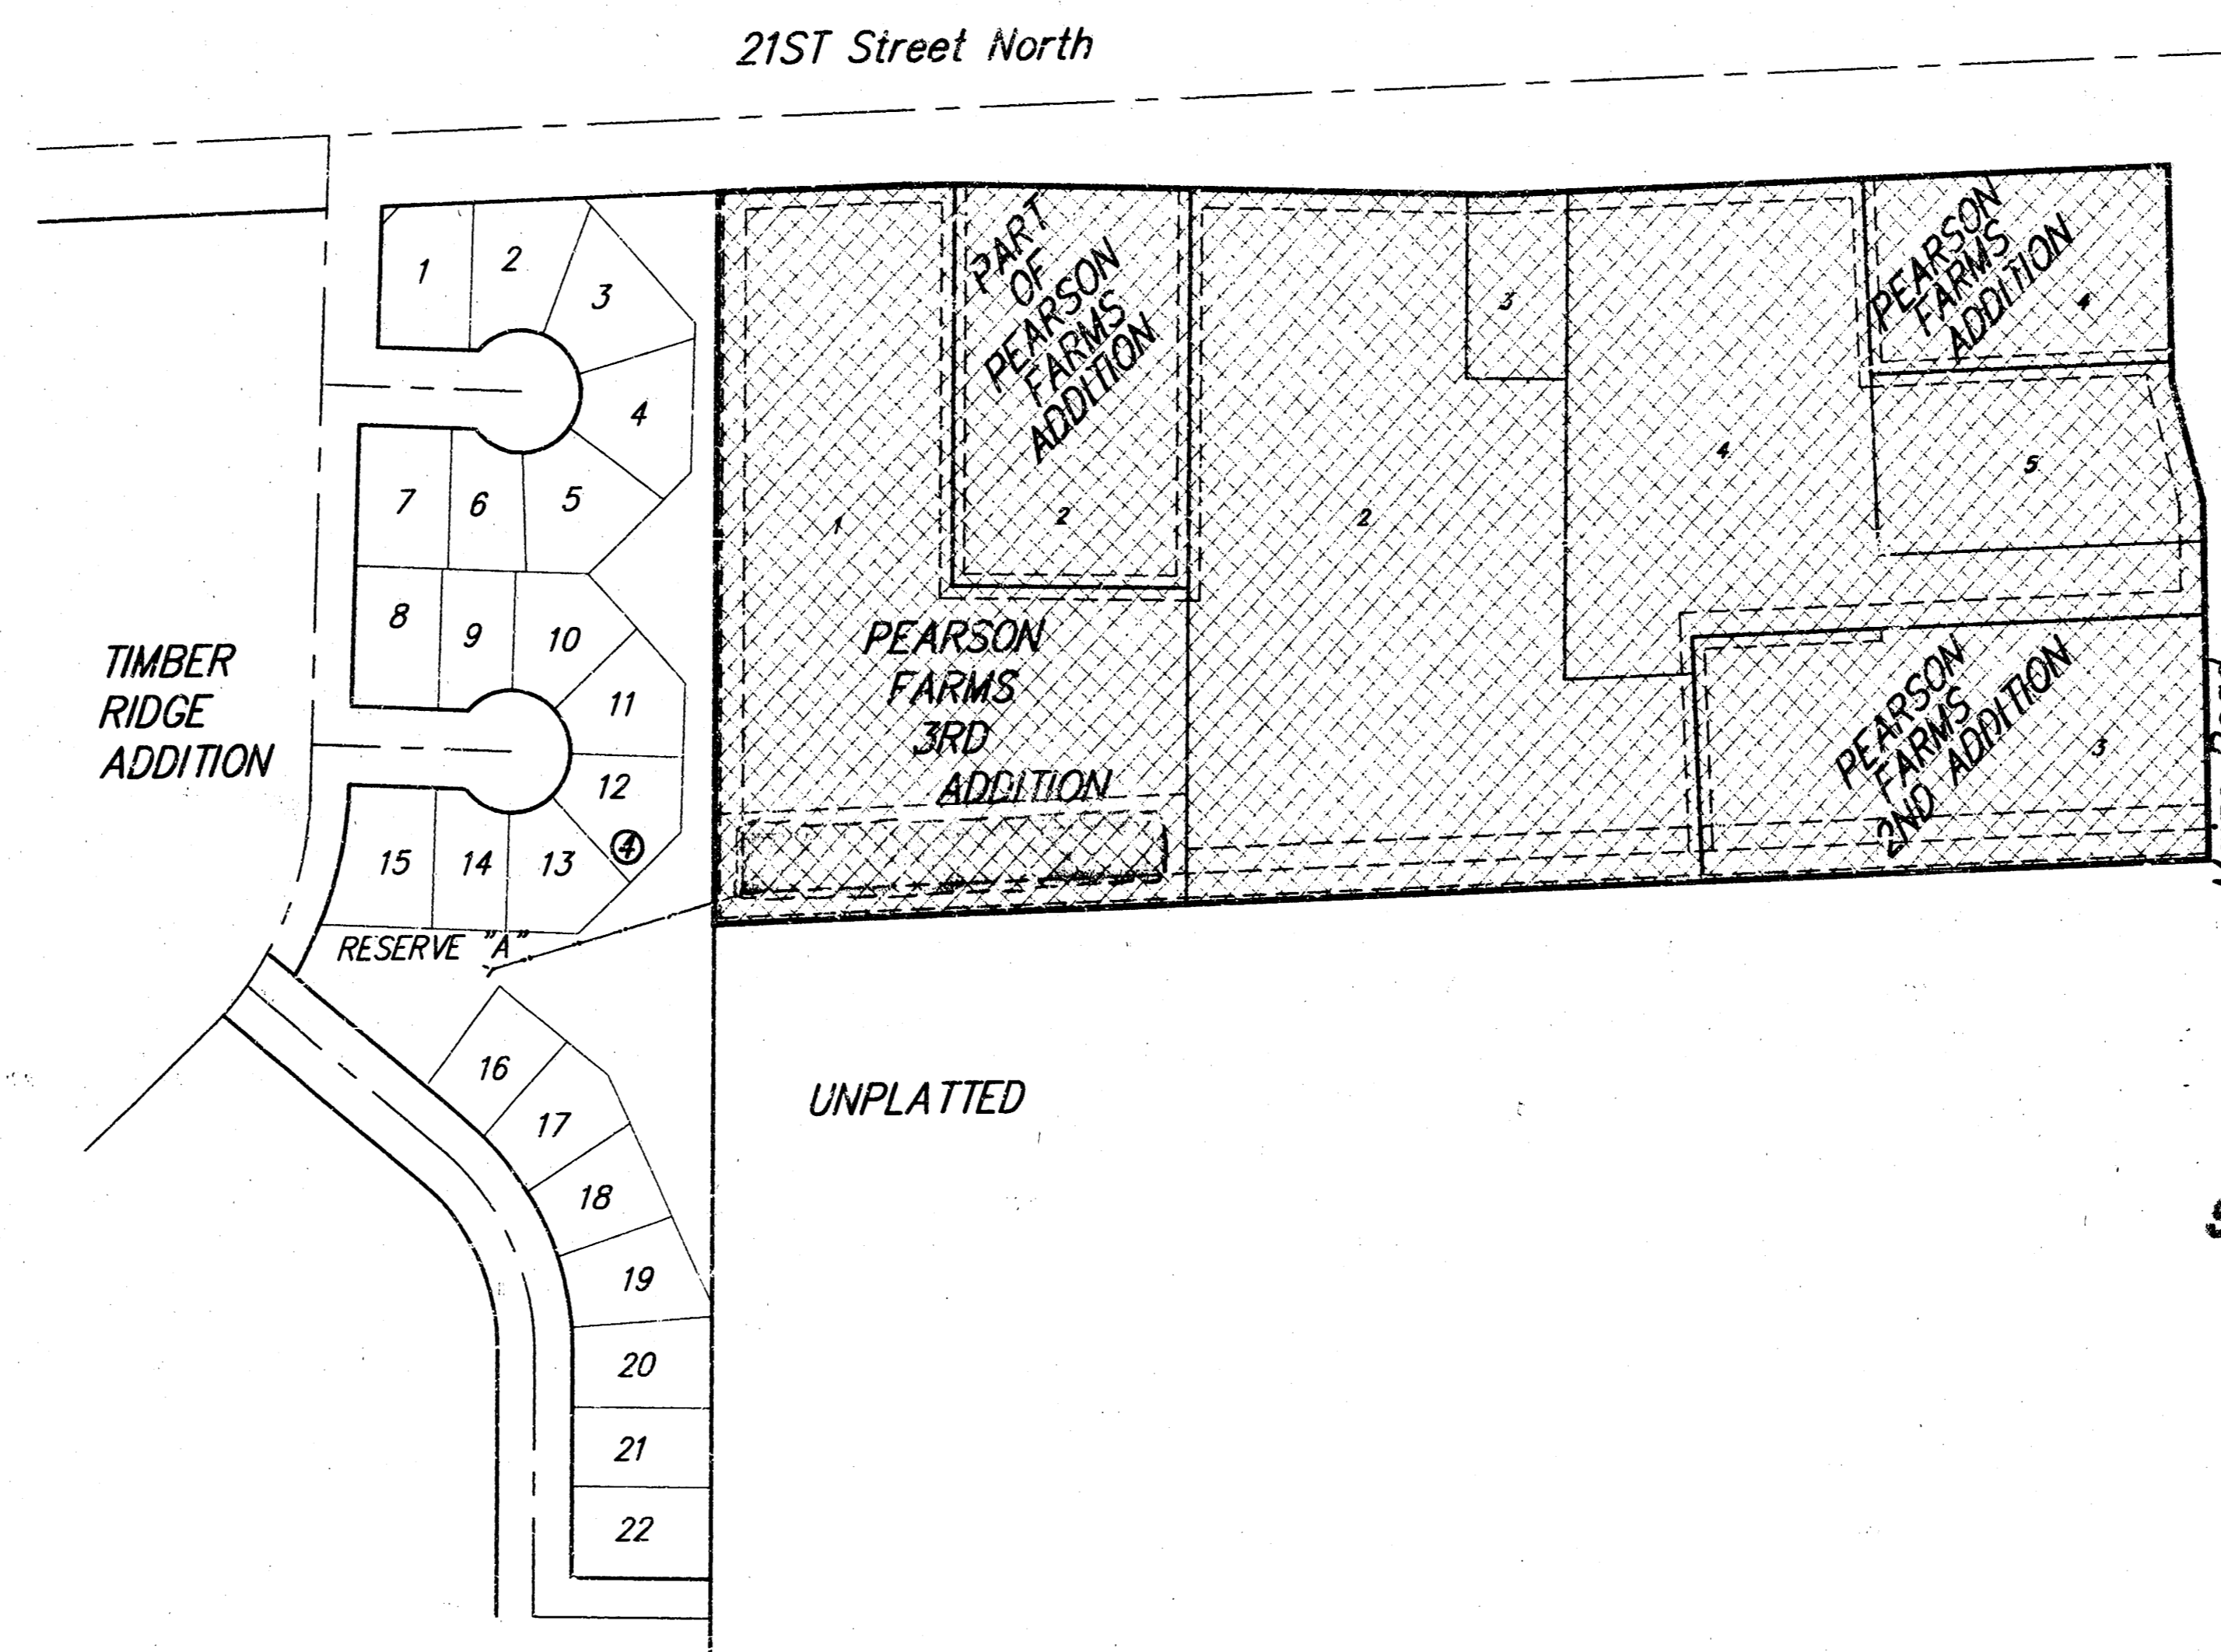 21ST Street North
1
2
3
4
5
6
7
8
9
10
11
12
13
14
15
4
TIMBER
RIDGE
ADDITION
RESERVE "A"
16
17
18
19
20
21
22
PART
OF
PEARSON
FARMS
ADDITION
2
1
PEARSON
FARMS
3RD
ADDITION
2
3
4
PEARSON
FARMS
ADDITION
4
5
PEARSON
FARMS
2ND ADDITION
3
UNPLATTED